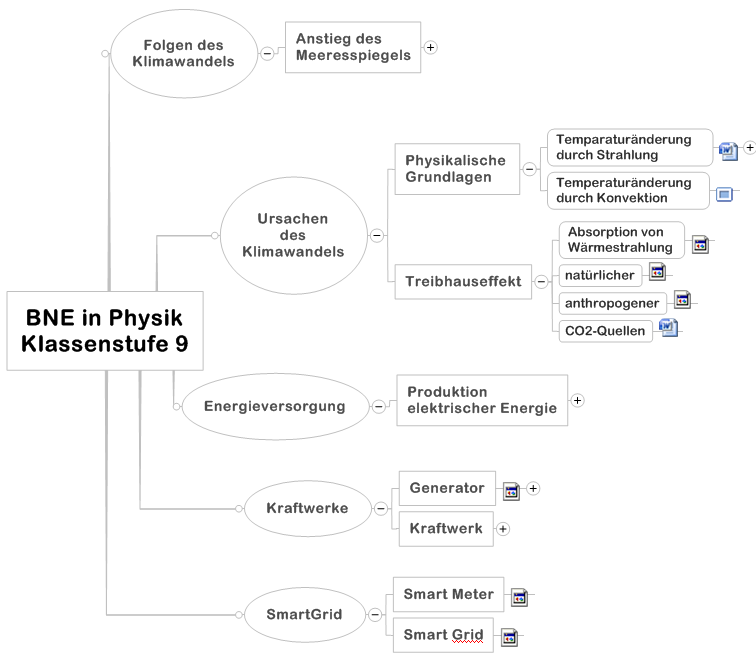 Folgen des
Klimawandels
Anstieg des
Meeresspiegels
Ursachen
des
Klimawandels
Physikalische
Grundlagen
Temparaturänderung
durch Strahlung
Temperaturänderung
durch Konvektion
Treibhauseffekt
Absorption von
Wärmestrahlung
natürlicher
anthropogener
CO2-Quellen
BNE in Physik
Klassenstufe 9
Energieversorgung
Produktion
elektrischer Energie
Kraftwerke
Generator
Kraftwerk
SmartGrid
Smart Meter
Smart Grid